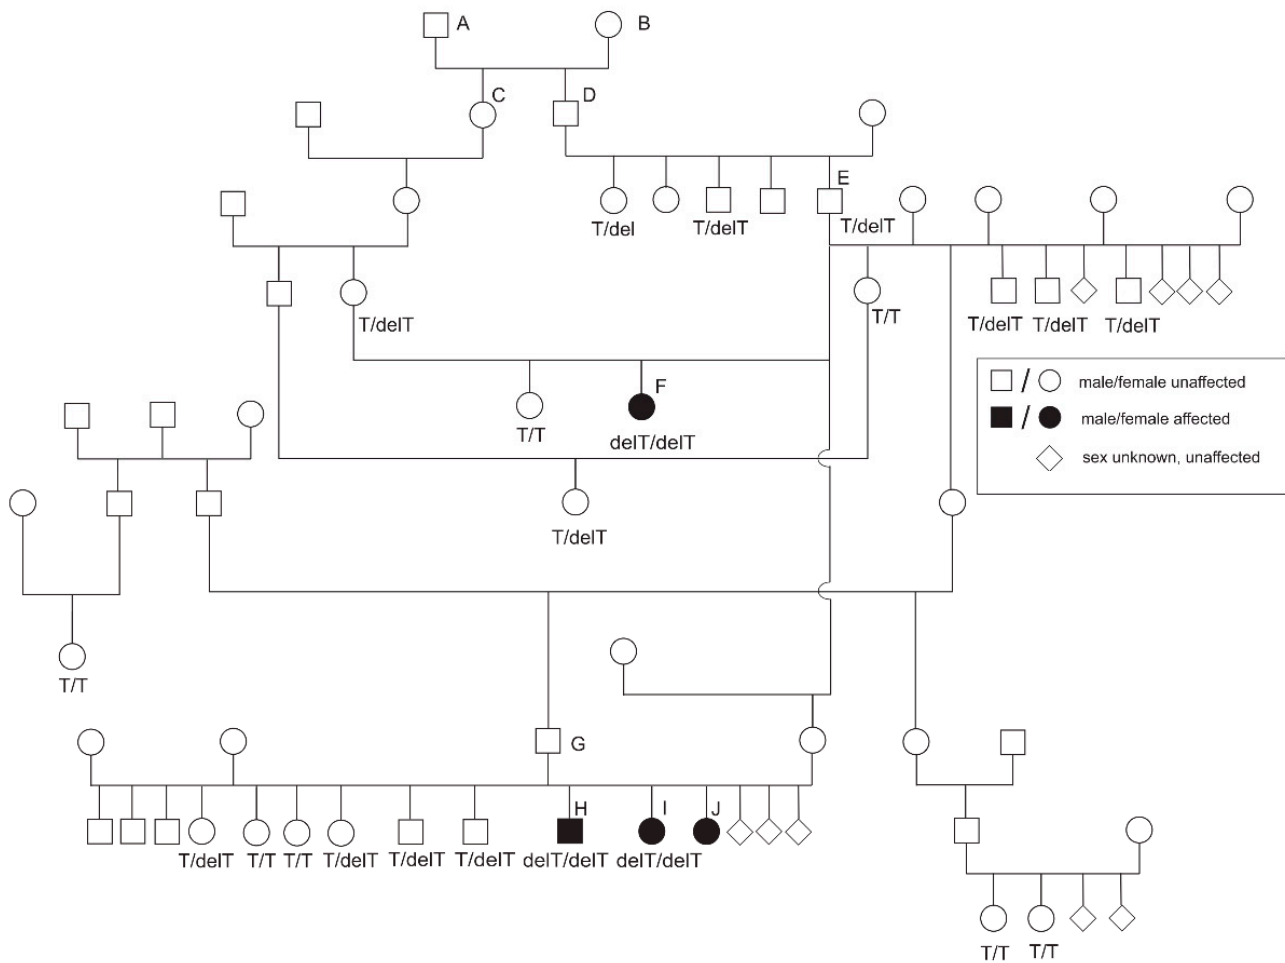 A
B
C
D
E
T/del
T/delT
T/delT
T/delT
T/T
T/delT
T/delT
T/delT
F
T/T
delT/delT
□/○ male/female unaffected
■/● male/female affected
◇ sex unknown, unaffected
T/delT
T/T
G
H
I
J
T/delT
T/T
T/T
T/delT
T/delT
T/delT
delT/delT
delT/delT
T/T
T/T